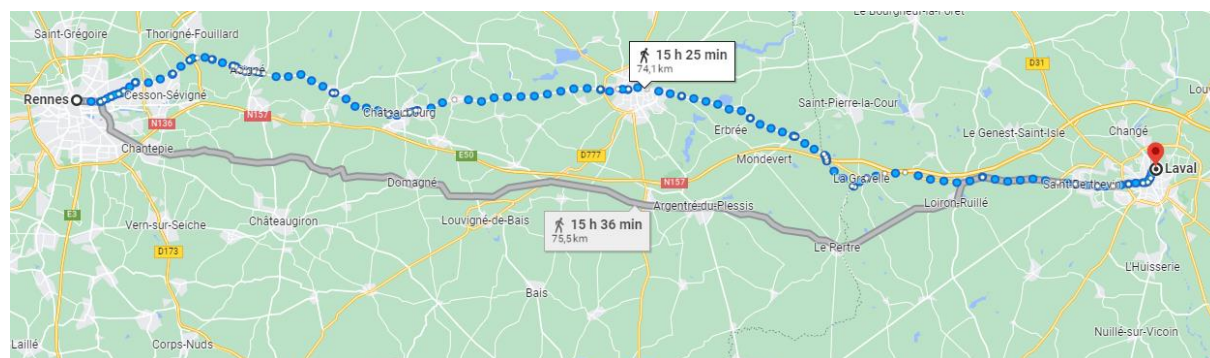 Le Bourgneuf-la-Forêt
Saint-Grégoire
Thorigné-Fouillard
15 h 25 min
74,1 km
D31
Acigné
Rennes
Cesson-Sévigné
N157
Châteaubourg
Saint-Pierre-la-Cour
N136
Erbrée
Le Genest-Saint-Isle
Changé
Chantepie
E50
D777
Mondevert
Laval
Domagné
N157
La Gravelle
Saint-Berthevin
E3
Vern-sur-Seiche
Châteaugiron
Louvigné-de-Bais
15 h 36 min
75,5 km
Argentré-du-Plessis
Loiron-Ruillé
D173
Le Pertre
L'Huisserie
Bais
Laillé
Corps-Nuds
Nuillé-sur-Vicoin